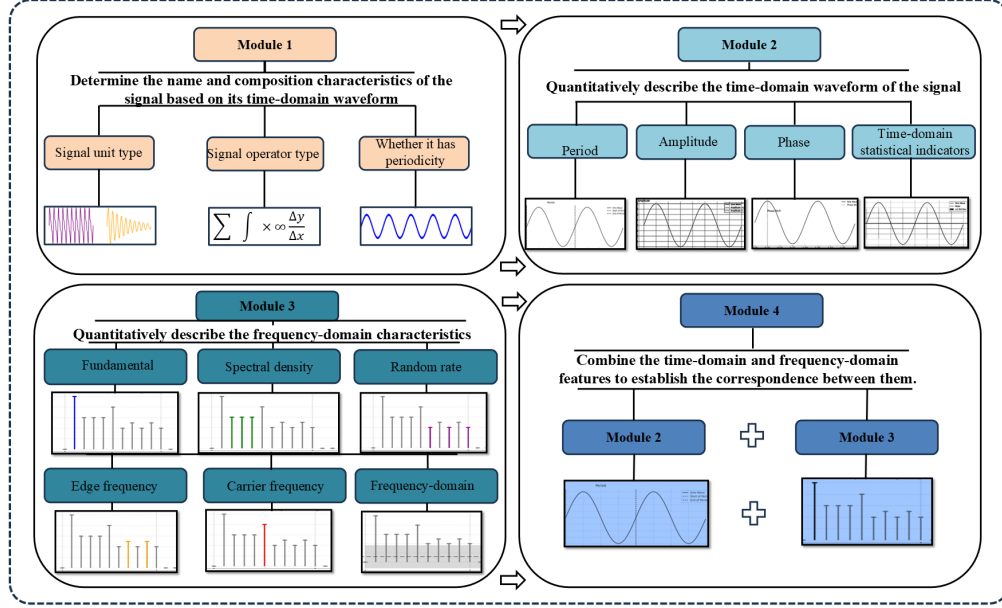 Module 1
Determine the name and composition characteristics of the
signal based on its time-domain waveform
Signal unit type
Signal operator type
Whether it has
periodicity
∑ ∫ × ∞ Δy/Δx
Module 2
Quantitatively describe the time-domain waveform of the signal
Period
Amplitude
Phase
Time-domain
statistical indicators
Module 3
Quantitatively describe the frequency-domain characteristics
Fundamental
Spectral density
Random rate
Edge frequency
Carrier frequency
Frequency-domain
Module 4
Combine the time-domain and frequency-domain
features to establish the correspondence between them.
Module 2
Module 3
Period